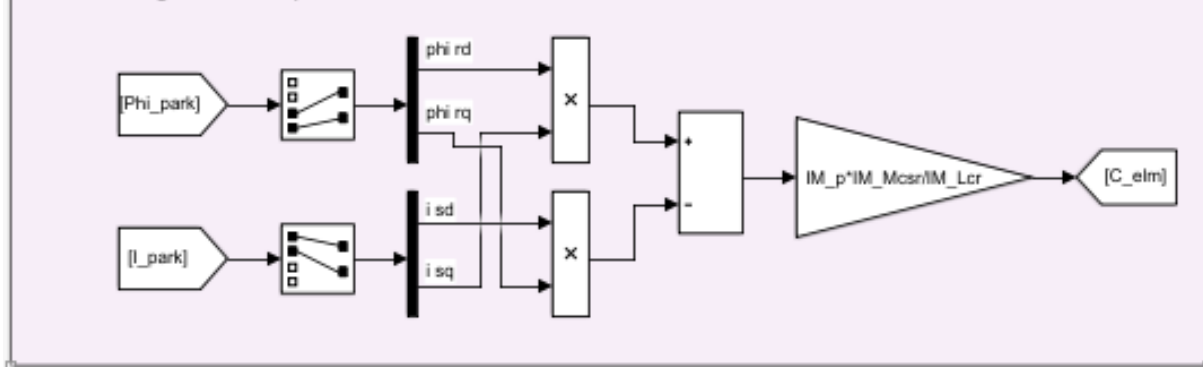 phi rd
[Phi_park]
phi rq
×
+
IM_p*IM_Mcsr/IM_Lcr
[C_elm]
-
i sd
[I_park]
i sq
×